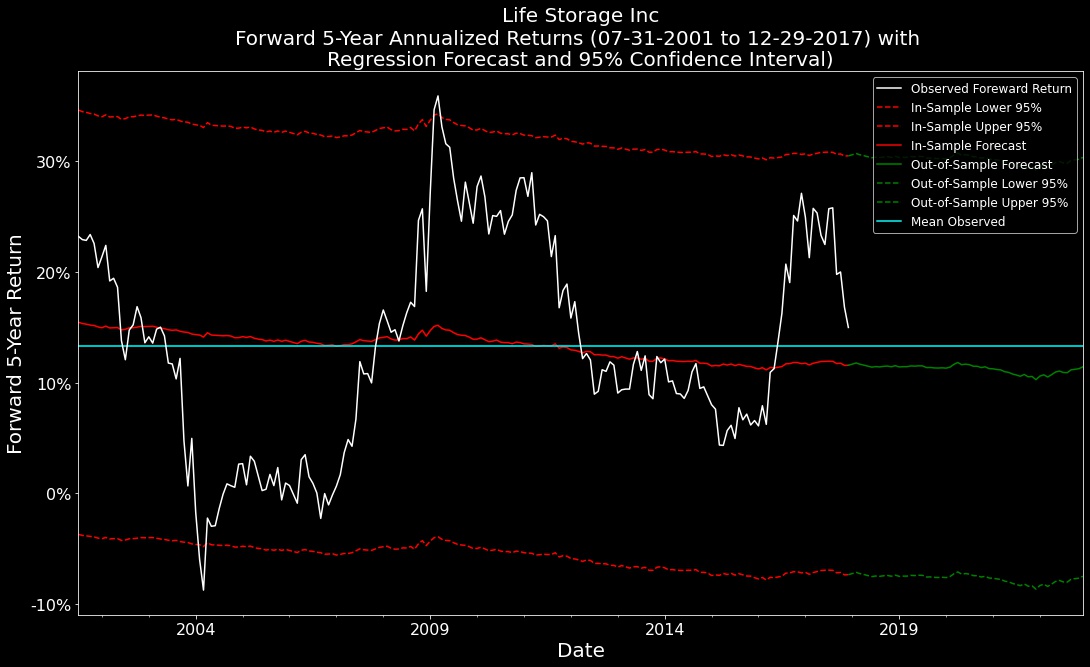 Life Storage Inc
Forward 5-Year Annualized Returns (07-31-2001 to 12-29-2017) with
Regression Forecast and 95% Confidence Interval)
Observed Foreward Return
In-Sample Lower 95%
In-Sample Upper 95%
In-Sample Forecast
Out-of-Sample Forecast
Out-of-Sample Lower 95%
Out-of-Sample Upper 95%
Mean Observed
Forward 5-Year Return
30%
20%
10%
0%
-10%
2004
2009
2014
2019
Date